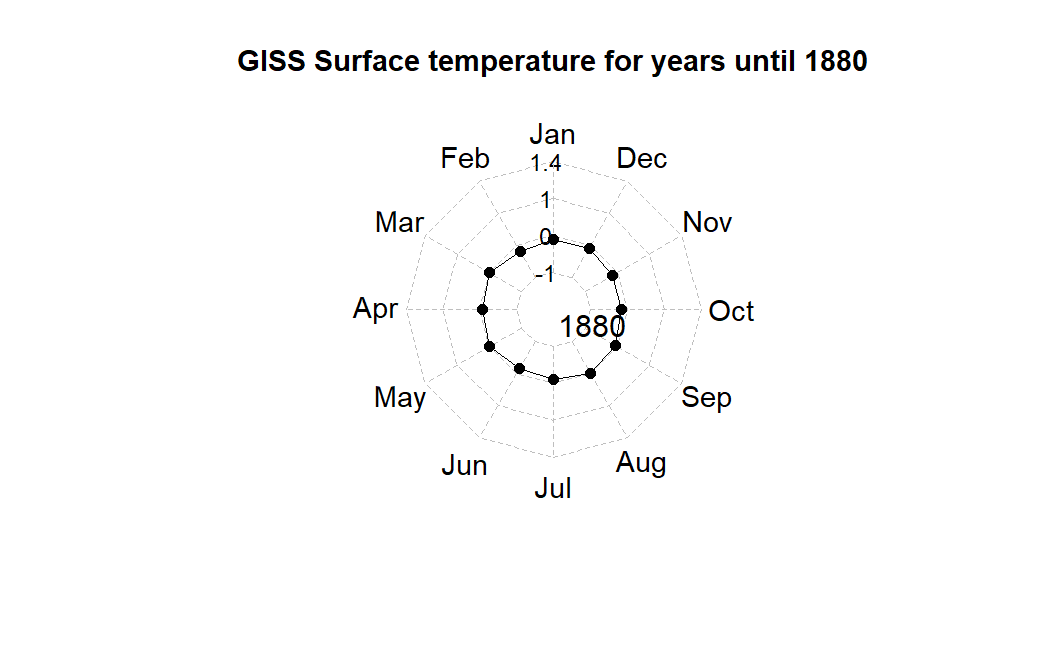 GISS Surface temperature for years until 1880
Jan
Feb
Dec
1.4
1
Mar
Nov
0
-1
Apr
Oct
1880
May
Sep
Jun
Aug
Jul